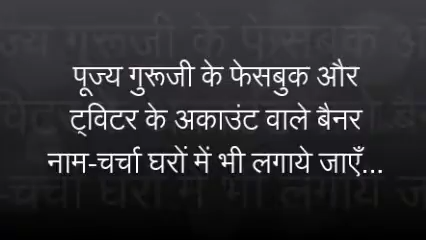 पूज्य गुरूजी के फेसबुक और
ट्विटर के अकाउंट वाले बैनर
नाम-चर्चा घरों में भी लगाये जाएँ...